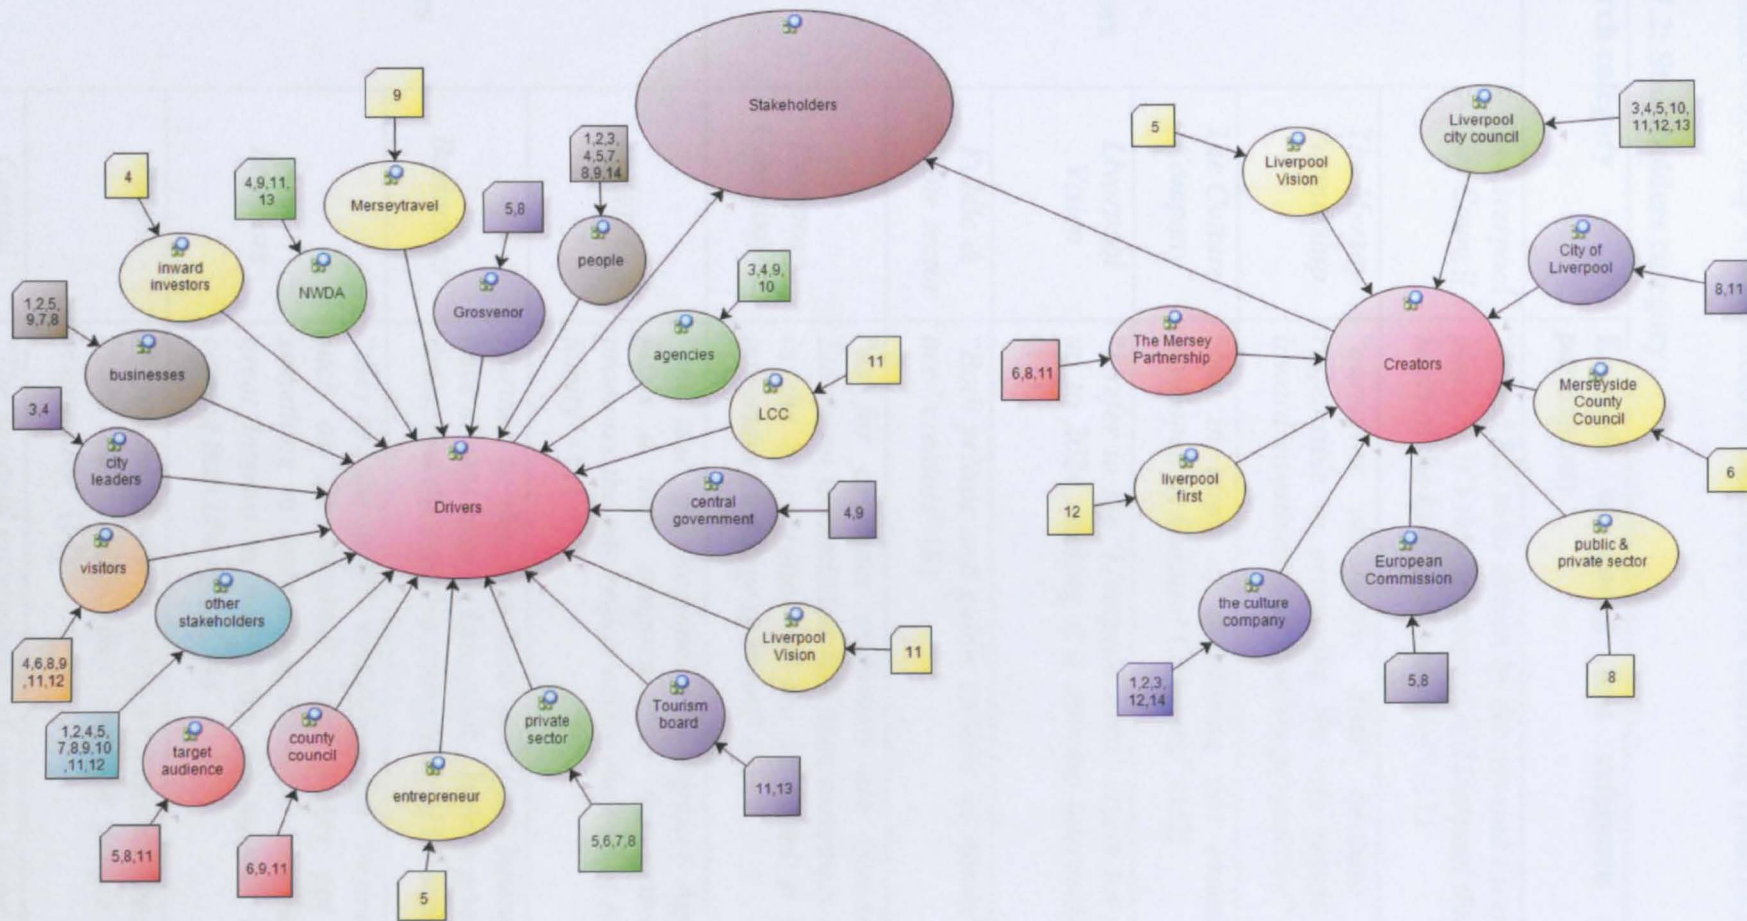 Stakeholders
9
Merseytravel
4
inward
investors
4,9,11,
13
NWDA
5,8
Grosvenor
1,2,3,
4,5,7,
8,9,14
people
3,4,9,
10
agencies
11
LCC
1,2,5,
9,7,8
businesses
3,4
city
leaders
Drivers
central
government
4,9
visitors
4,6,8,9
,11,12
other
stakeholders
1,2,4,5,
7,8,9,10
,11,12
target
audience
5,8,11
county
council
6,9,11
entrepreneur
5
private
sector
5,6,7,8
Tourism
board
11,13
Liverpool
Vision
11
5
Liverpool
Vision
Liverpool
city council
3,4,5,10,
11,12,13
City of
Liverpool
8,11
6,8,11
The Mersey
Partnership
Creators
Merseyside
County
Council
6
12
liverpool
first
the culture
company
1,2,3,
12,14
European
Commission
5,8
public &
private sector
8